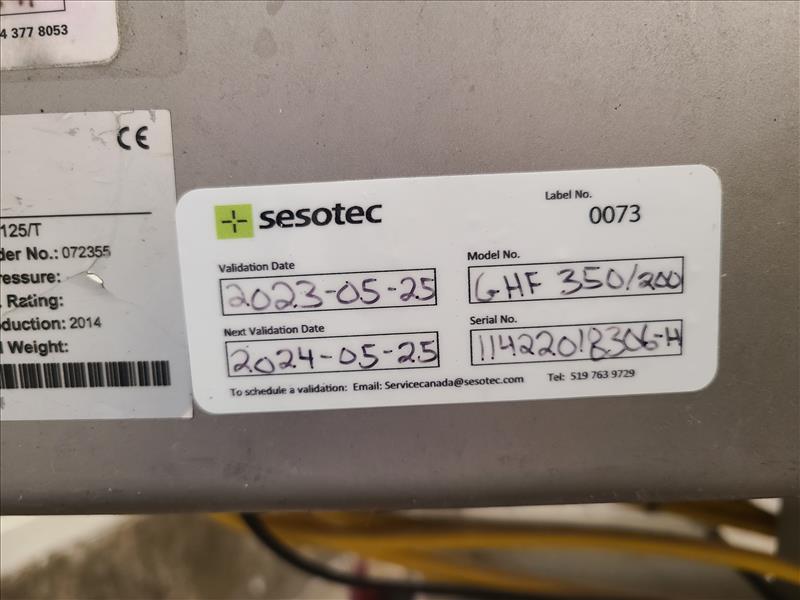 4 377 8053
CE
125/T
der No.: 072355
ressure:
. Rating:
oduction: 2014
l Weight:
sesotec
Label No.
0073
Validation Date
2023-05-25
Model No.
GHF 350/200
Next Validation Date
2024-05-25
Serial No.
11422018306-H
To schedule a validation: Email: Servicecanada@sesotec.com Tel: 519 763 9729